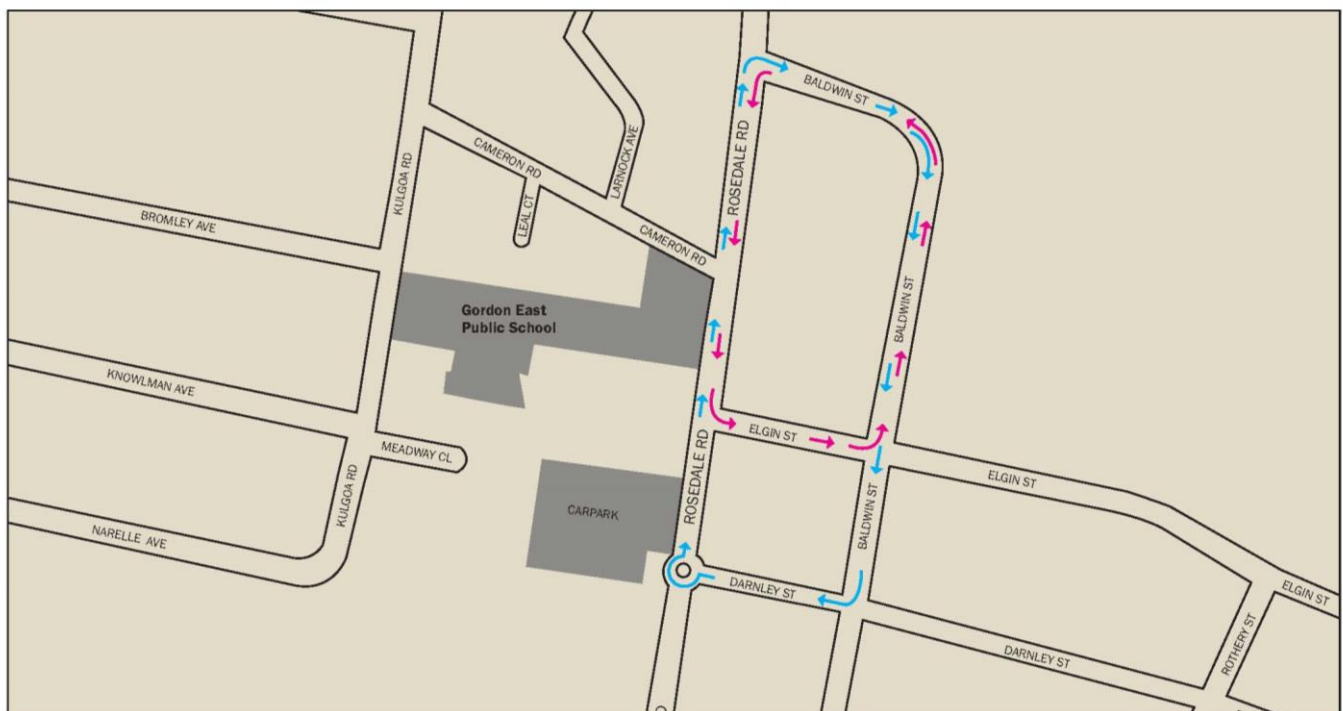 BALDWIN ST
ROSEDALE RD
CAMERON RD
LARNOCK AVE
KULGOA RD
LEAL CT
BROMLEY AVE
CAMERON RD
Gordon East
Public School
BALDWIN ST
KNOWLMAN AVE
MEADWAY CL
ELGIN ST
ELGIN ST
ROSEDALE RD
KULGOA RD
CARPARK
BALDWIN ST
NARELLE AVE
DARNLEY ST
ELGIN ST
ROTHERY ST
DARNLEY ST